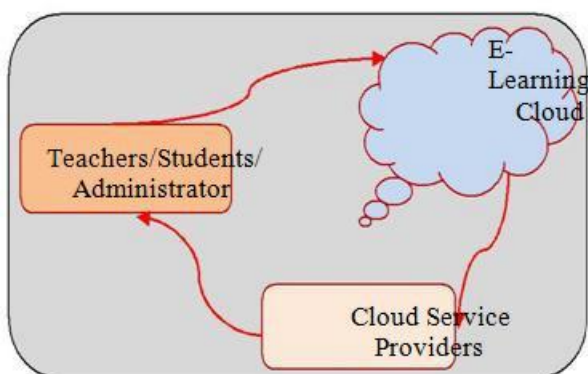 E-
Learning
Cloud
Teachers/Students/
Administrator
Cloud Service
Providers